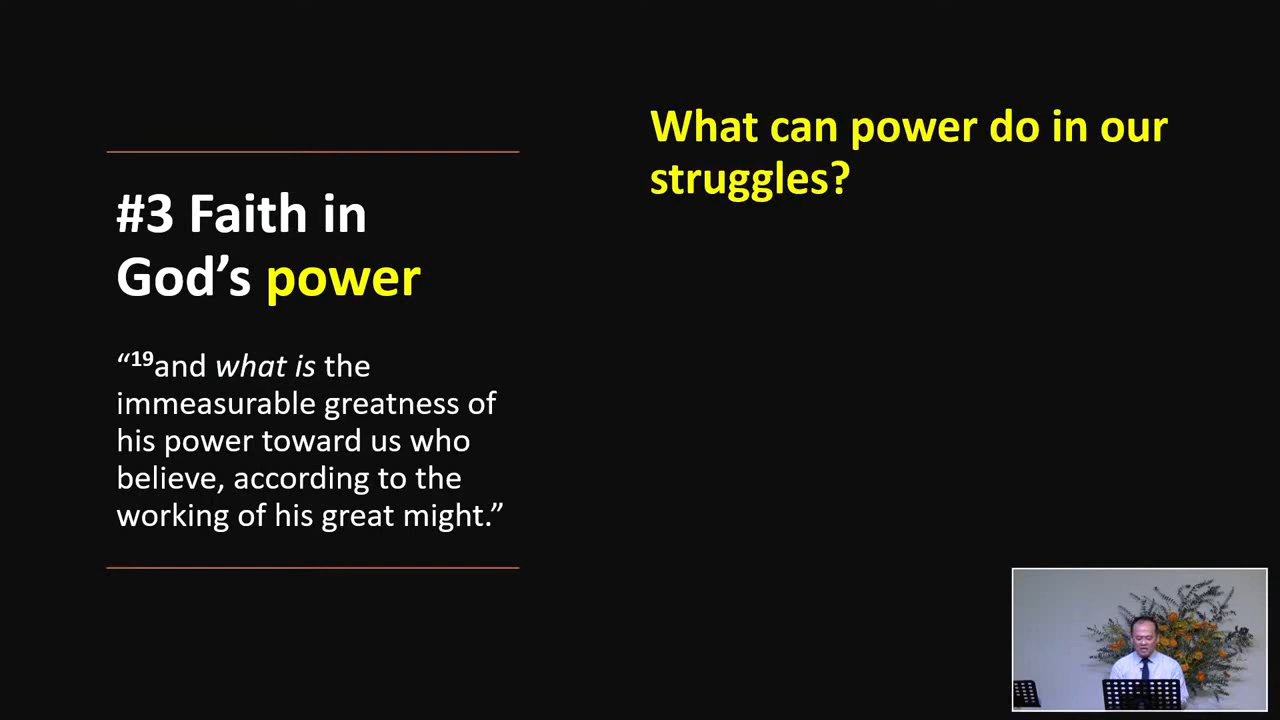 #3 Faith in
God’s power
“19and what is the
immeasurable greatness of
his power toward us who
believe, according to the
working of his great might.”
What can power do in our
struggles?